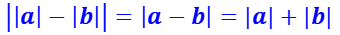 ||a| − |b|| = |a − b| = |a| + |b|